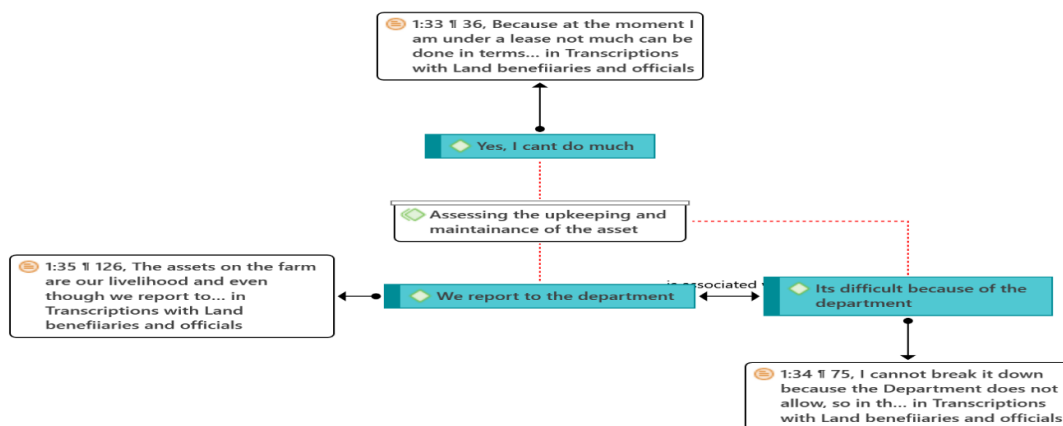 1:33 ¶ 36, Because at the moment I
am under a lease not much can be
done in terms... in Transcriptions
with Land benefiiaries and officials
Yes, I cant do much
Assessing the upkeeping and
maintainance of the asset
1:35 ¶ 126, The assets on the farm
are our livelihood and even
though we report to... in
Transcriptions with Land
benefiiaries and officials
We report to the department
is associated
Its difficult because of the
department
1:34 ¶ 75, I cannot break it down
because the Department does not
allow, so in th... in Transcriptions
with Land benefiiaries and officials